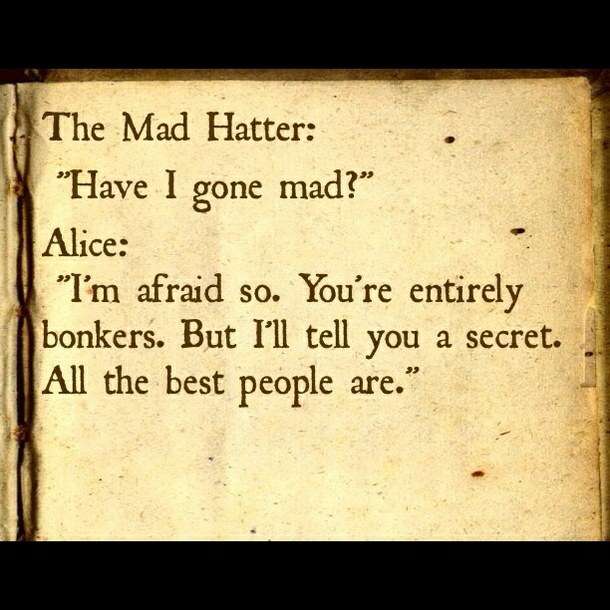 The Mad Hatter:
"Have I gone mad?"
Alice:
"I'm afraid so. You're entirely
bonkers. But I'll tell you a secret.
All the best people are."